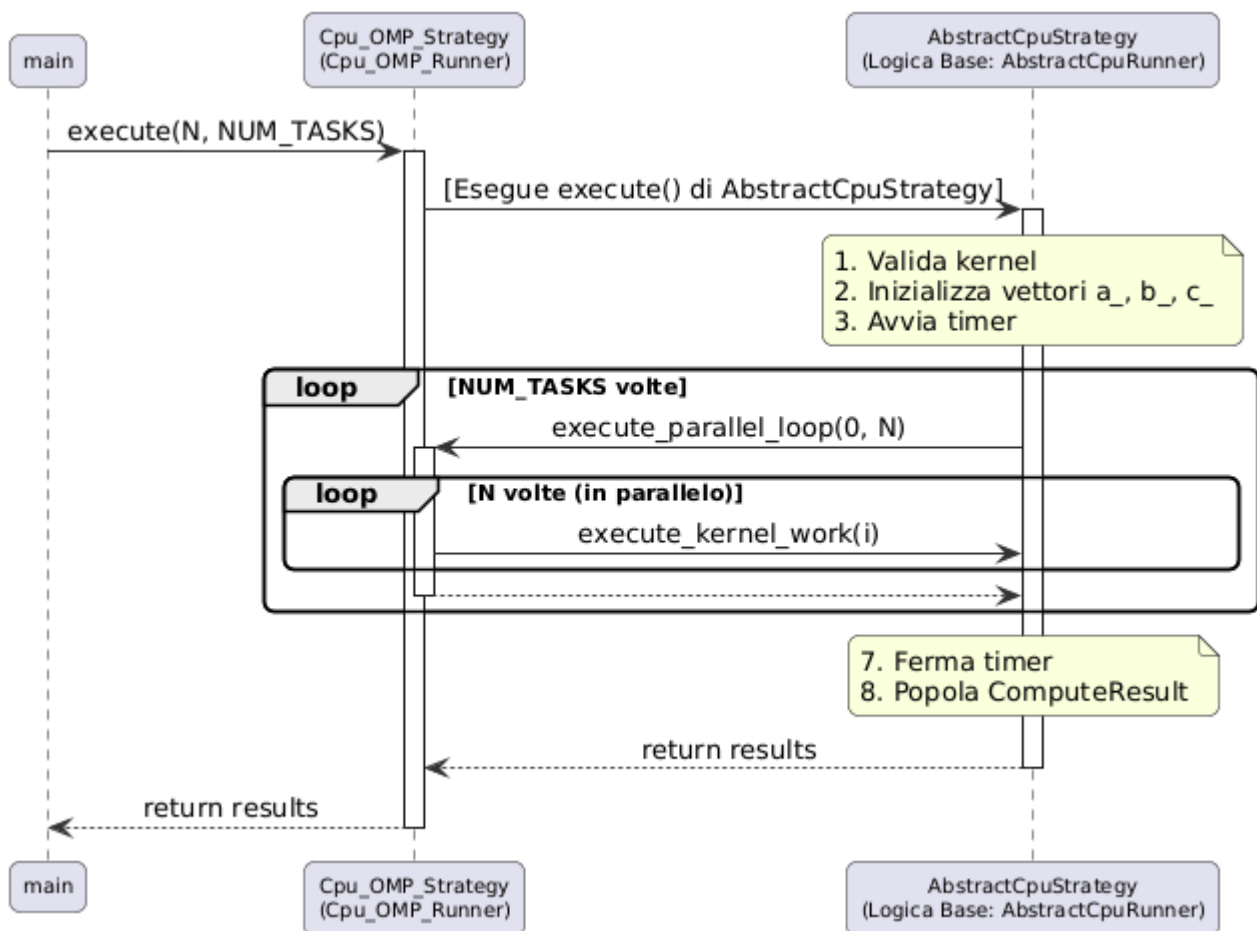 main
Cpu_OMP_Strategy
(Cpu_OMP_Runner)
AbstractCpuStrategy
(Logica Base: AbstractCpuRunner)
execute(N, NUM_TASKS)
[Esegue execute() di AbstractCpuStrategy]
1. Valida kernel
2. Inizializza vettori a_, b_, c_
3. Avvia timer
loop [NUM_TASKS volte]
execute_parallel_loop(0, N)
loop [N volte (in parallelo)]
execute_kernel_work(i)
7. Ferma timer
8. Popola ComputeResult
return results
return results
main
Cpu_OMP_Strategy
(Cpu_OMP_Runner)
AbstractCpuStrategy
(Logica Base: AbstractCpuRunner)